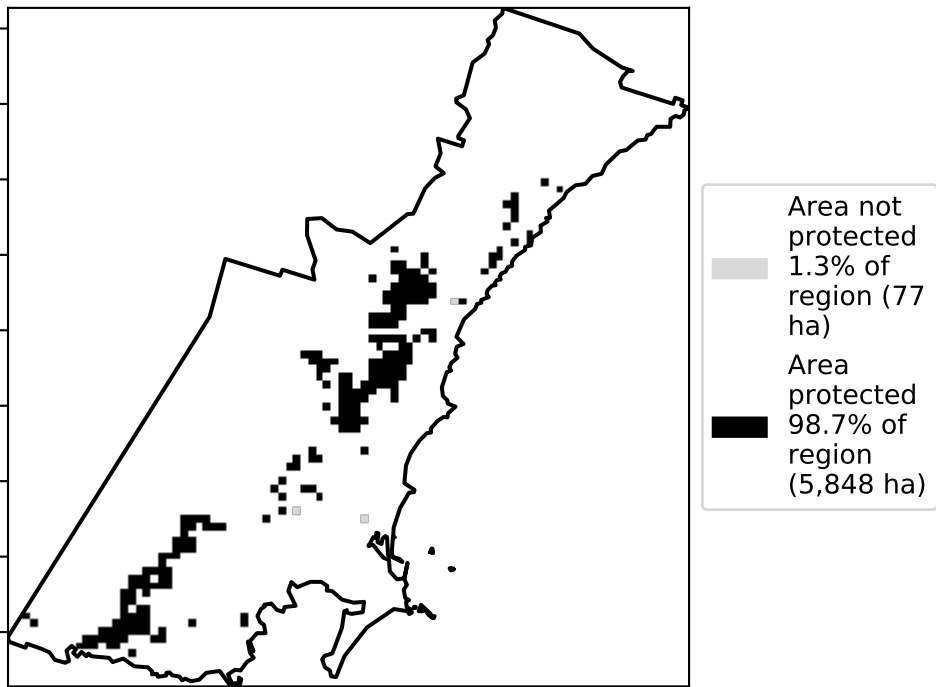 Area not
protected
1.3% of
region (77
ha)
Area
protected
98.7% of
region
(5,848 ha)